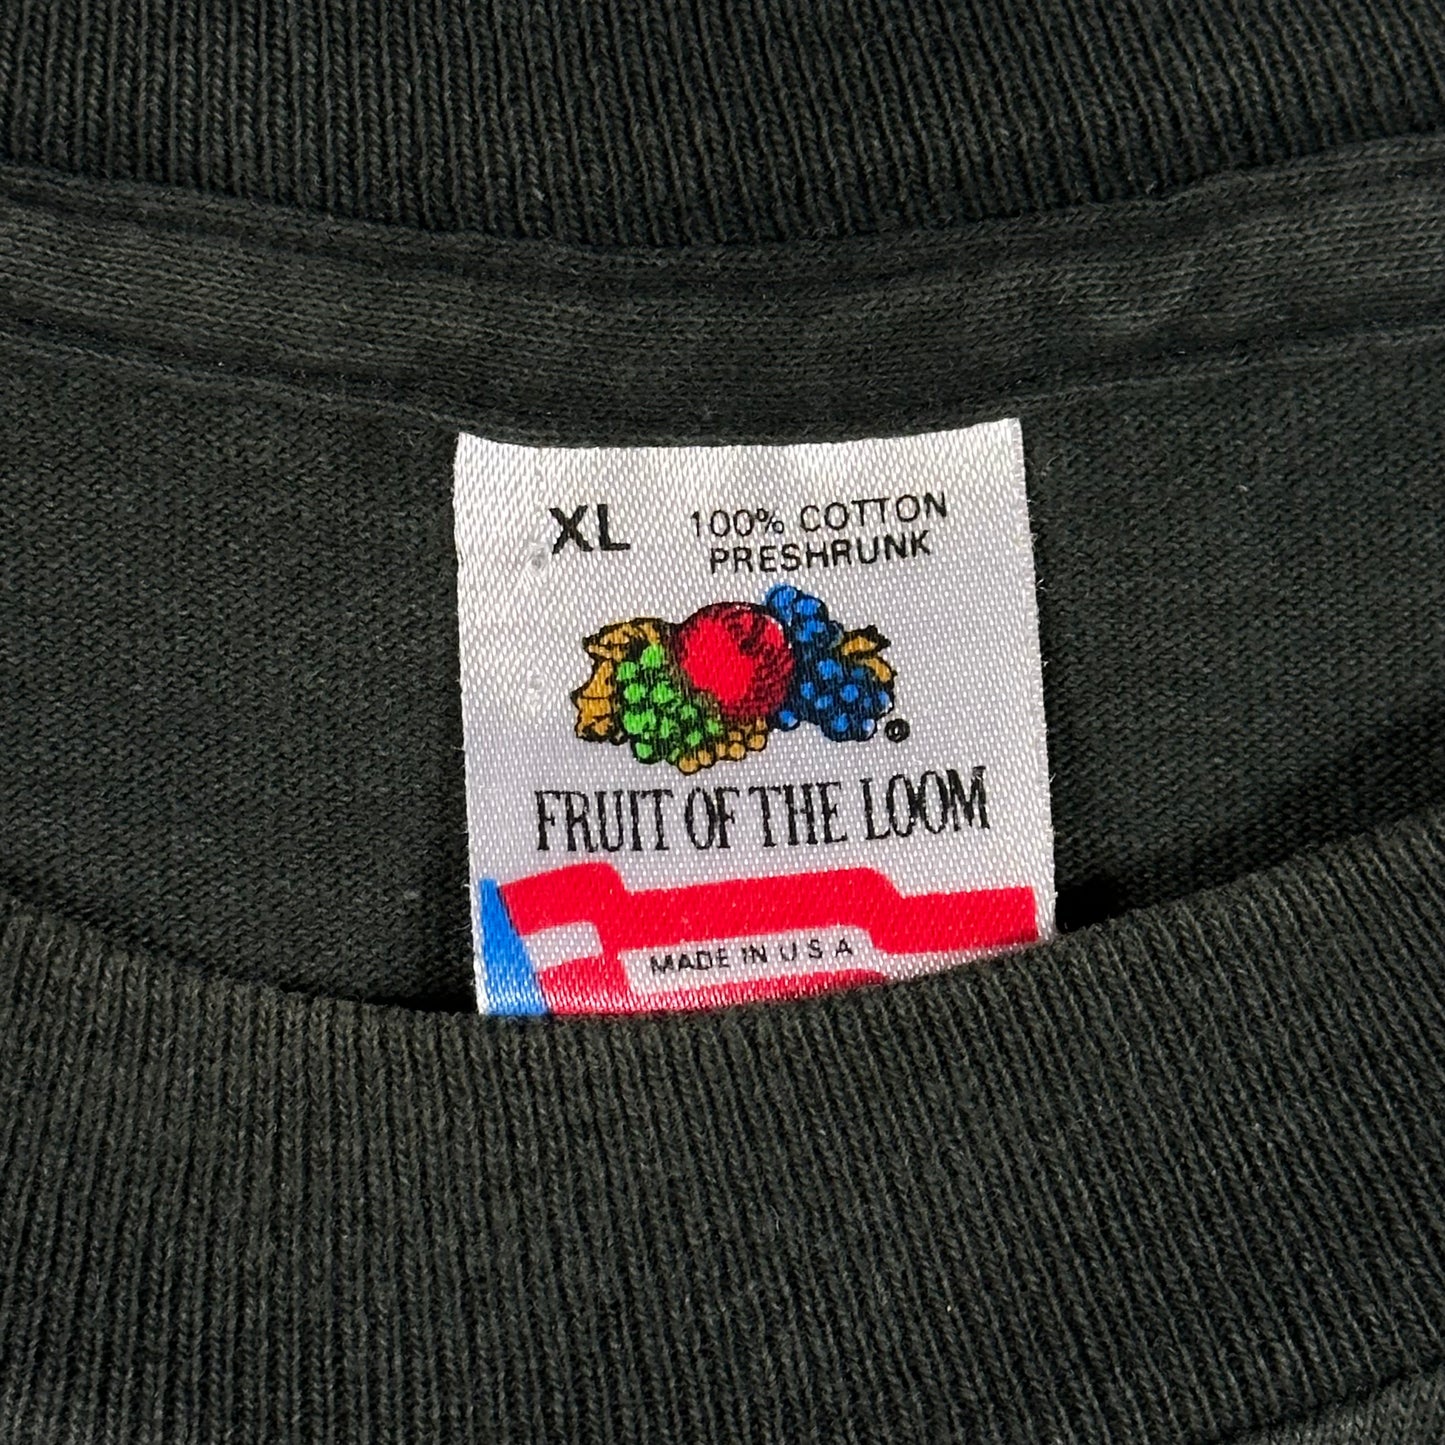 XL
100% COTTON
PRESHRUNK
®
FRUIT OF THE LOOM
MADE IN U S A